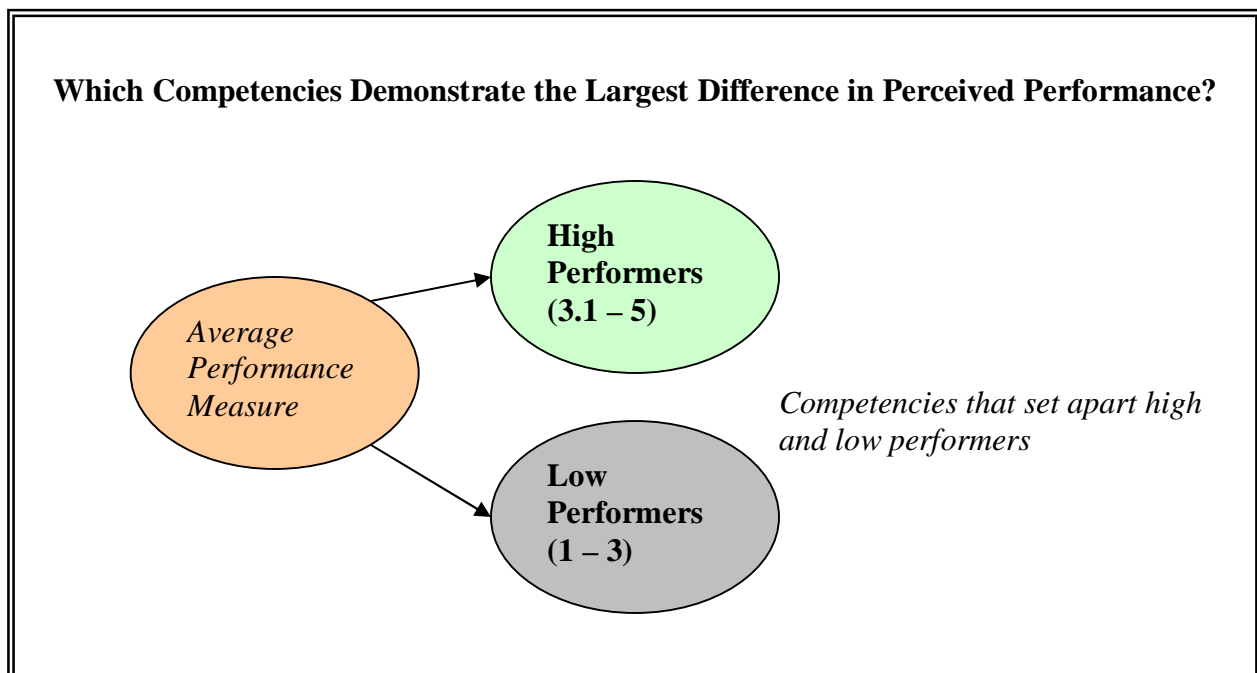 Which Competencies Demonstrate the Largest Difference in Perceived Performance?
High
Performers
(3.1 – 5)
Average
Performance
Measure
Competencies that set apart high
and low performers
Low
Performers
(1 – 3)